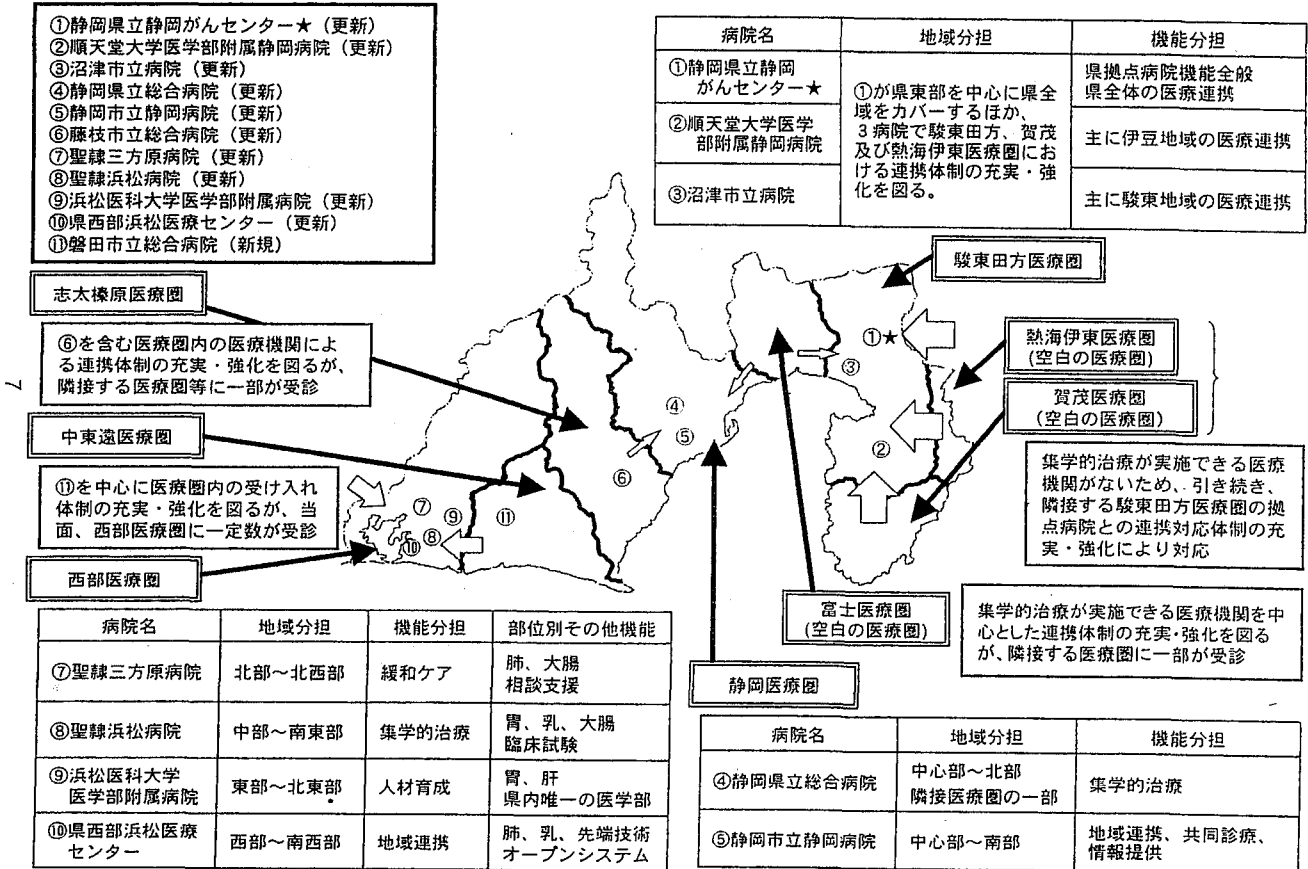 ①静岡県立静岡がんセンター★(更新)
②順天堂大学医学部附属静岡病院(更新)
③沼津市立病院(更新)
④静岡県立総合病院(更新)
⑤静岡市立静岡病院(更新)
⑥藤枝市立総合病院(更新)
⑦聖隷三方原病院(更新)
⑧聖隷浜松病院(更新)
⑨浜松医科大学医学部附属病院(更新)
⑩県西部浜松医療センター(更新)
⑪磐田市立総合病院(新規)
病院名 地域分担 機能分担
①静岡県立静岡
がんセンター★
①が県東部を中心に県全
域をカバーするほか、
3病院で駿東田方、賀茂
及び熱海伊東医療圏にお
ける連携体制の充実・強
化を図る。
県拠点病院機能全般
県全体の医療連携
②順天堂大学医学
部附属静岡病院
主に伊豆地域の医療連携
③沼津市立病院
主に駿東地域の医療連携
駿東田方医療圏
志太榛原医療圏
⑥を含む医療圏内の医療機関によ
る連携体制の充実・強化を図るが、
隣接する医療圏等に一部が受診
熱海伊東医療圏
(空白の医療圏)
賀茂医療圏
(空白の医療圏)
集学的治療が実施できる医療
機関がないため、引き続き、
隣接する駿東田方医療圏の拠
点病院との連携対応体制の充
実・強化により対応
中東遠医療圏
⑪を中心に医療圏内の受け入れ
体制の充実・強化を図るが、当
面、西部医療圏に一定数が受診
西部医療圏
①★
③
④
⑤
②
⑥
⑦
⑨
⑪
⑧
⑩
7
富士医療圏
(空白の医療圏)
集学的治療が実施できる医療機関を中
心とした連携体制の充実・強化を図る
が、隣接する医療圏に一部が受診
静岡医療圏
病院名 地域分担 機能分担 部位別その他機能
⑦聖隷三方原病院 北部～北西部 緩和ケア 肺、大腸
相談支援
⑧聖隷浜松病院 中部～南東部 集学的治療 胃、乳、大腸
臨床試験
⑨浜松医科大学
医学部附属病院 東部～北東部 人材育成 胃、肝
県内唯一の医学部
⑩県西部浜松医療
センター 西部～南西部 地域連携 肺、乳、先端技術
オープンシステム
病院名 地域分担 機能分担
④静岡県立総合病院 中心部～北部
隣接医療圏の一部 集学的治療
⑤静岡市立静岡病院 中心部～南部 地域連携、共同診療、
情報提供